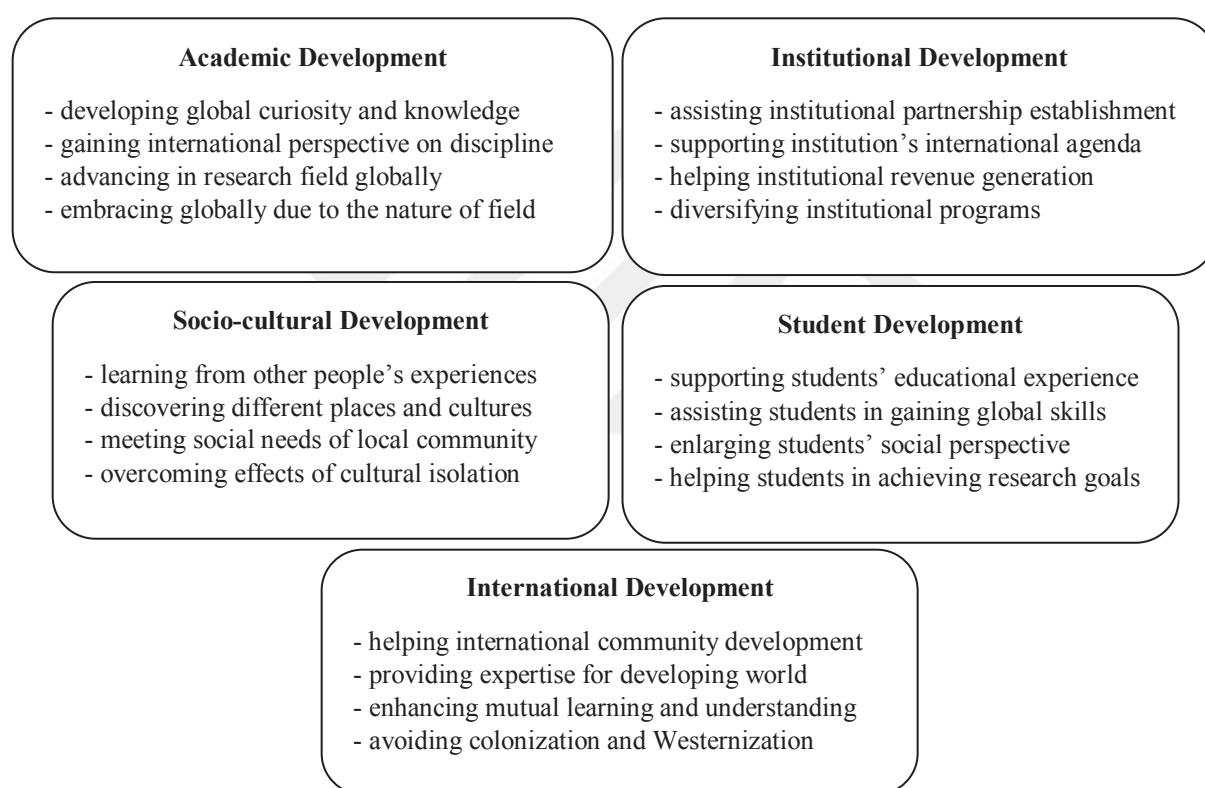 Academic Development
- developing global curiosity and knowledge
- gaining international perspective on discipline
- advancing in research field globally
- embracing globally due to the nature of field
Institutional Development
- assisting institutional partnership establishment
- supporting institution’s international agenda
- helping institutional revenue generation
- diversifying institutional programs
Socio-cultural Development
- learning from other people’s experiences
- discovering different places and cultures
- meeting social needs of local community
- overcoming effects of cultural isolation
Student Development
- supporting students’ educational experience
- assisting students in gaining global skills
- enlarging students’ social perspective
- helping students in achieving research goals
International Development
- helping international community development
- providing expertise for developing world
- enhancing mutual learning and understanding
- avoiding colonization and Westernization